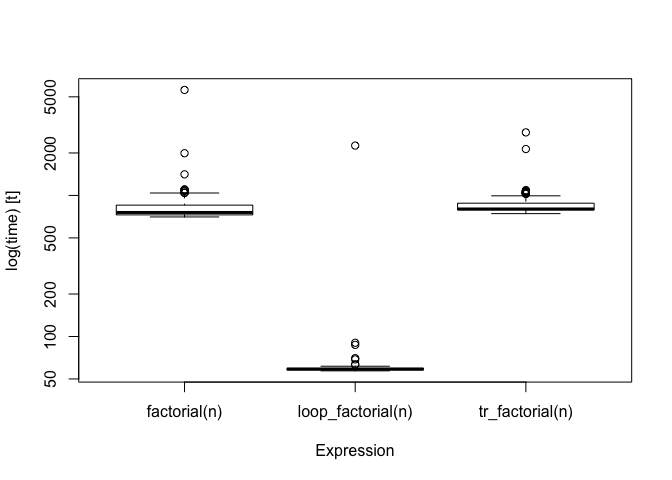 log(time) [t]
5000
2000
500
200
100
50
factorial(n)
loop_factorial(n)
tr_factorial(n)
Expression